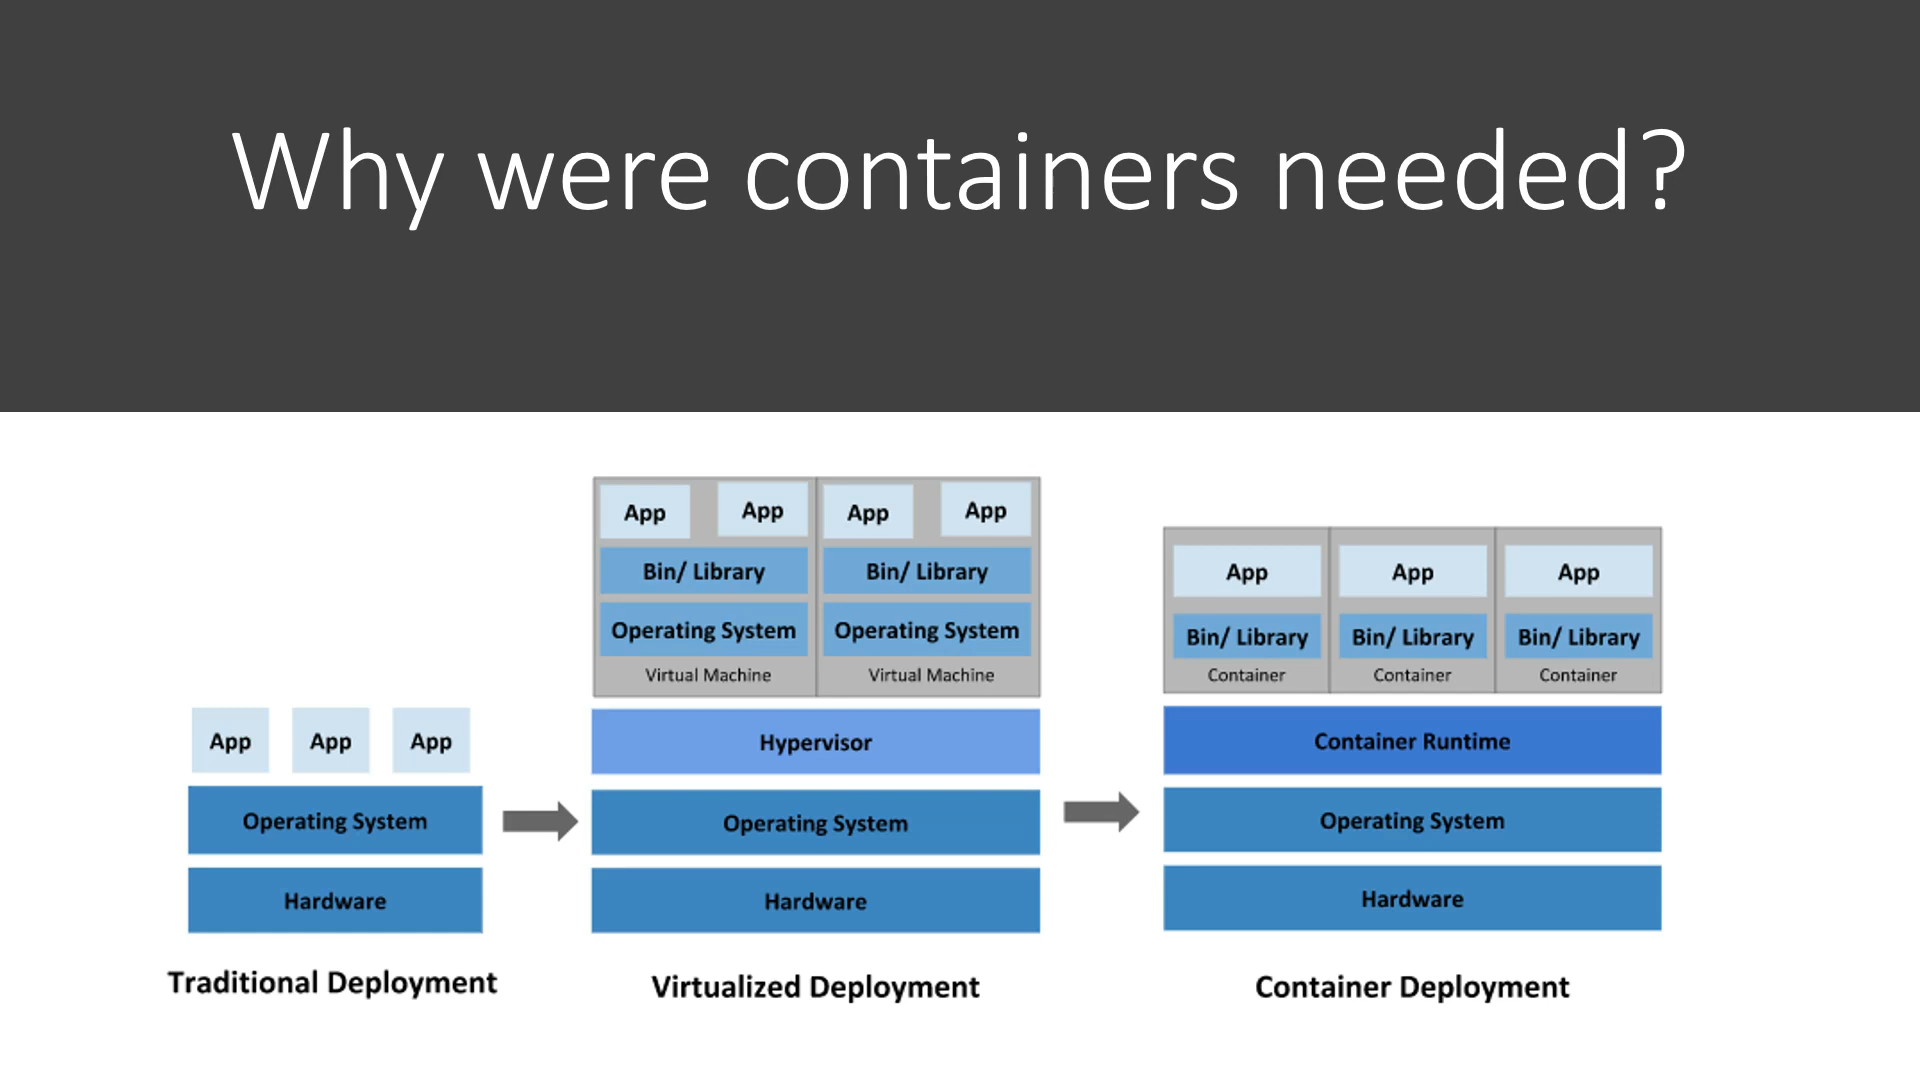 Why were containers needed?
App App App
Operating System
Hardware
Traditional Deployment
App App App App
Bin/ Library Bin/ Library
Operating System Operating System
Virtual Machine Virtual Machine
Hypervisor
Operating System
Hardware
Virtualized Deployment
App App App
Bin/ Library Bin/ Library Bin/ Library
Container Container Container
Container Runtime
Operating System
Hardware
Container Deployment